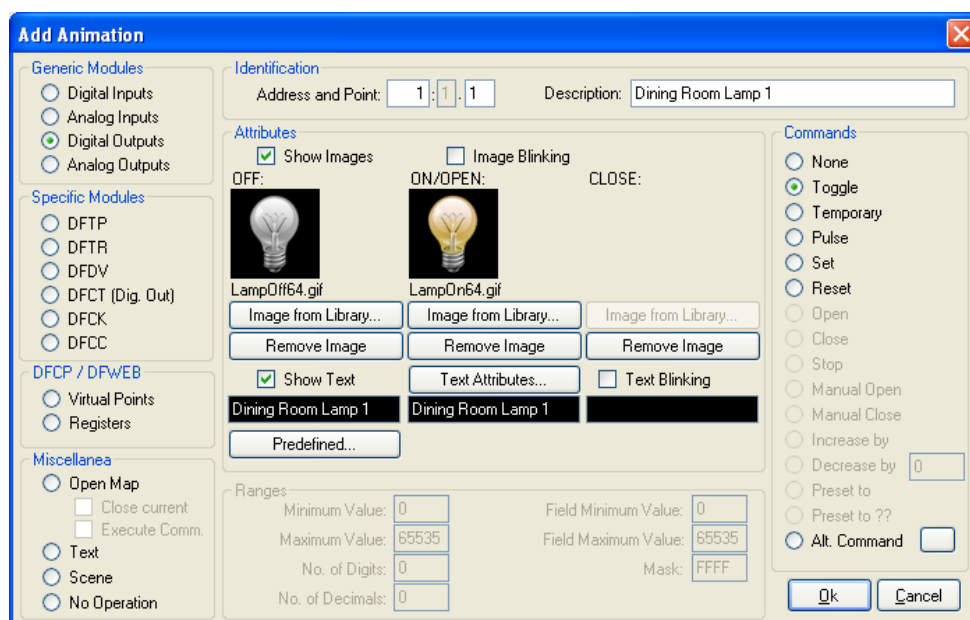 Add Animation
Generic Modules
Digital Inputs
Analog Inputs
Digital Outputs
Analog Outputs
Specific Modules
DFTP
DFTR
DFDV
DFCT (Dig. Out)
DFCK
DFCC
DFCP / DFWEB
Virtual Points
Registers
Miscellanea
Open Map
Close current
Execute Comm.
Text
Scene
No Operation
Identification
Address and Point: 1 : 1 . 1 Description: Dining Room Lamp 1
Attributes
Show Images Image Blinking
OFF: ON/OPEN: CLOSE:
LampOff64.gif LampOn64.gif
Image from Library... Image from Library... Image from Library...
Remove Image Remove Image Remove Image
Show Text Text Attributes... Text Blinking
Dining Room Lamp 1 Dining Room Lamp 1
Predefined...
Ranges
Minimum Value: 0 Field Minimum Value: 0
Maximum Value: 65535 Field Maximum Value: 65535
No. of Digits: 0 Mask: FFFF
No. of Decimals: 0
Commands
None
Toggle
Temporary
Pulse
Set
Reset
Open
Close
Stop
Manual Open
Manual Close
Increase by
Decrease by 0
Preset to
Preset to ??
Alt. Command
Ok Cancel